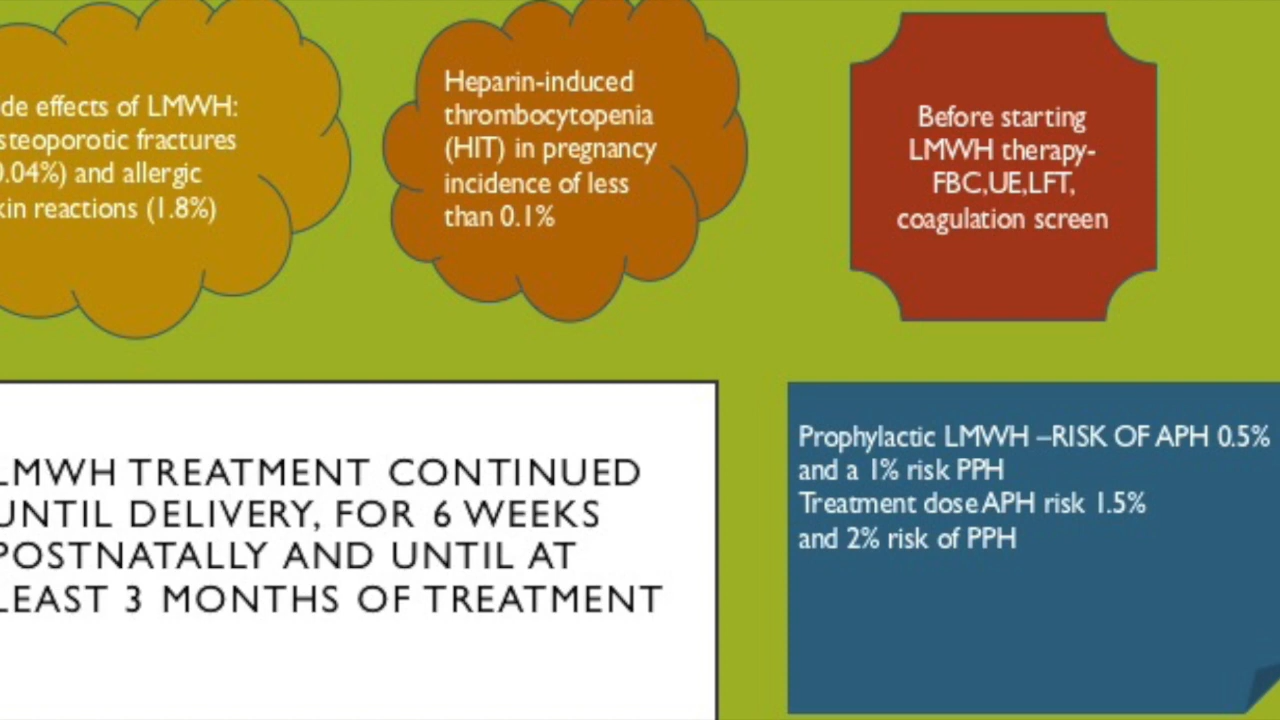 de effects of LMWH:
steoporotic fractures
0.04%) and allergic
kin reactions (1.8%)
Heparin-induced
thrombocytopenia
(HIT) in pregnancy
incidence of less
than 0.1%
Before starting
LMWH therapy-
FBC,UE,LFT,
coagulation screen
LMWH TREATMENT CONTINUED
UNTIL DELIVERY, FOR 6 WEEKS
POSTNATALLY AND UNTIL AT
LEAST 3 MONTHS OF TREATMENT
Prophylactic LMWH –RISK OF APH 0.5%
and a 1% risk PPH
Treatment dose APH risk 1.5%
and 2% risk of PPH